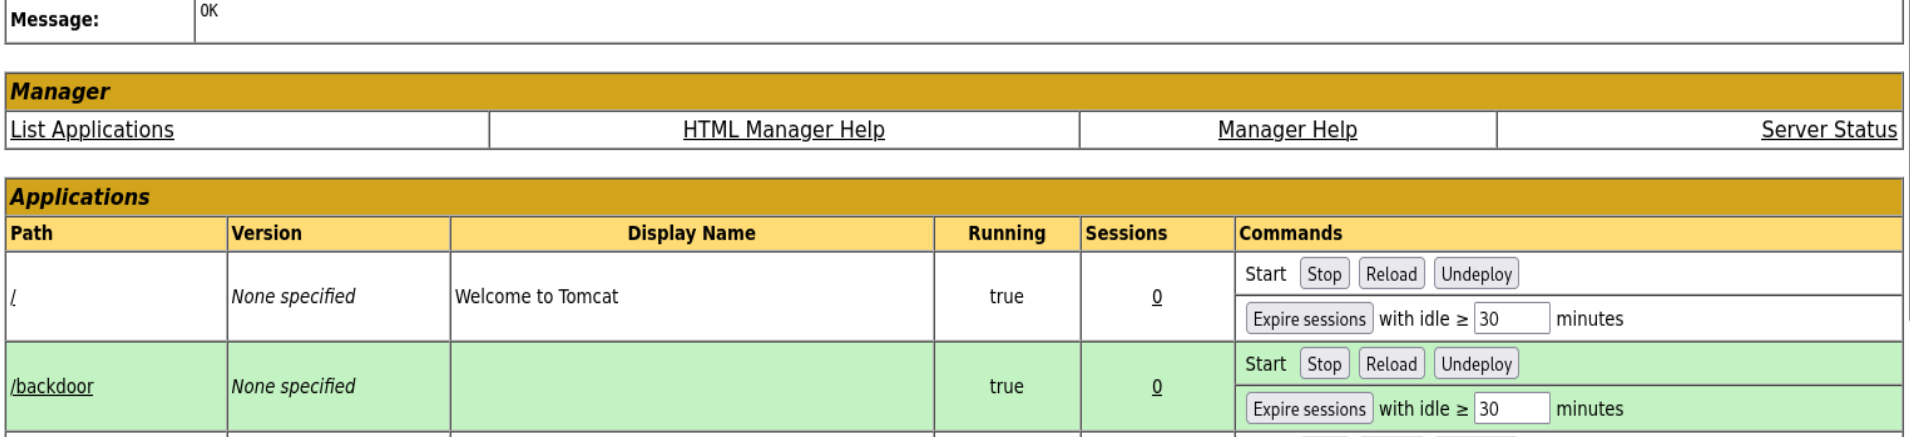 Message: OK
Manager
List Applications HTML Manager Help Manager Help Server Status
Applications
Path Version Display Name Running Sessions Commands
/ None specified Welcome to Tomcat true 0 Start Stop Reload Undeploy
Expire sessions with idle ≥ 30 minutes
/backdoor None specified true 0 Start Stop Reload Undeploy
Expire sessions with idle ≥ 30 minutes